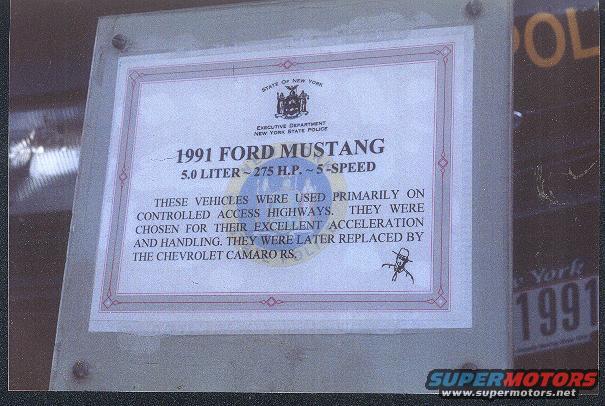 STATE OF NEW YORK
EXECUTIVE DEPARTMENT
NEW YORK STATE POLICE
1991 FORD MUSTANG
5.0 LITER ~ 275 H.P. ~ 5-SPEED
THESE VEHICLES WERE USED PRIMARILY ON
CONTROLLED ACCESS HIGHWAYS. THEY WERE
CHOSEN FOR THEIR EXCELLENT ACCELERATION
AND HANDLING. THEY WERE LATER REPLACED BY
THE CHEVROLET CAMARO RS.
OL
York
1991
SUPERMOTORS
www.supermotors.net